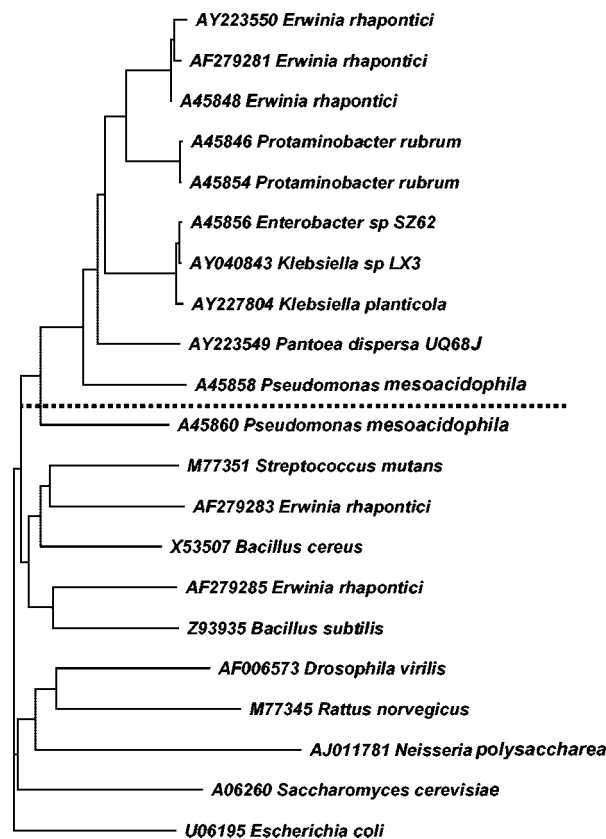 AY223550 Erwinia rhapontici
AF279281 Erwinia rhapontici
A45848 Erwinia rhapontici
A45846 Protaminobacter rubrum
A45854 Protaminobacter rubrum
A45856 Enterobacter sp SZ62
AY040843 Klebsiella sp LX3
AY227804 Klebsiella planticola
AY223549 Pantoea dispersa UQ68J
A45858 Pseudomonas mesoacidophila
A45860 Pseudomonas mesoacidophila
M77351 Streptococcus mutans
AF279283 Erwinia rhapontici
X53507 Bacillus cereus
AF279285 Erwinia rhapontici
Z93935 Bacillus subtilis
AF006573 Drosophila virilis
M77345 Rattus norvegicus
AJ011781 Neisseria polysaccharea
A06260 Saccharomyces cerevisiae
U06195 Escherichia coli